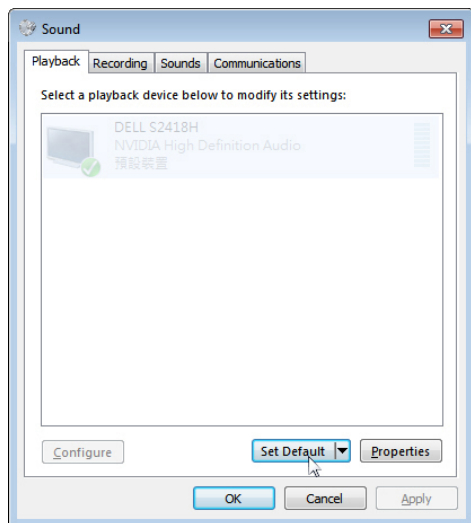 Sound
Playback Recording Sounds Communications
Select a playback device below to modify its settings:
DELL S2418H
NVIDIA High Definition Audio
預設裝置
Configure Set Default Properties
OK Cancel Apply